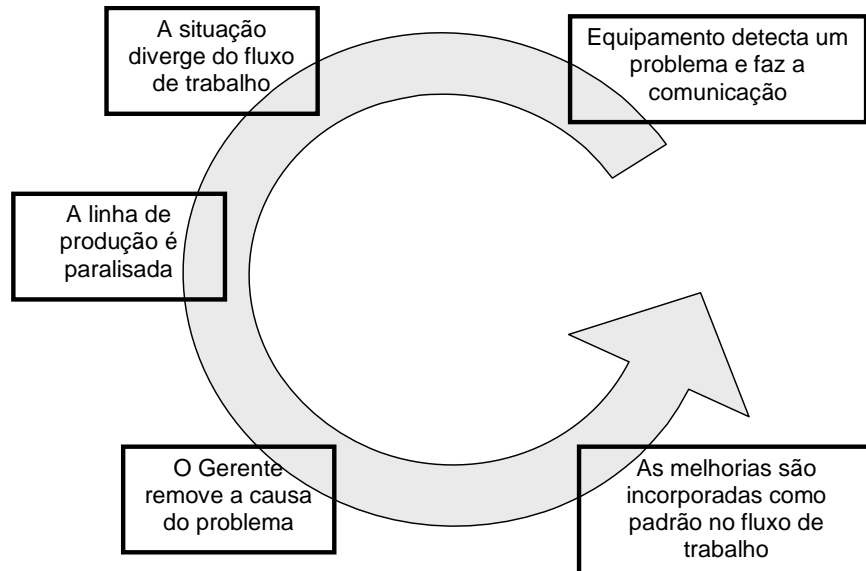 A situação
diverge do fluxo
de trabalho
Equipamento detecta um
problema e faz a
comunicação
A linha de
produção é
paralisada
O Gerente
remove a causa
do problema
As melhorias são
incorporadas como
padrão no fluxo de
trabalho